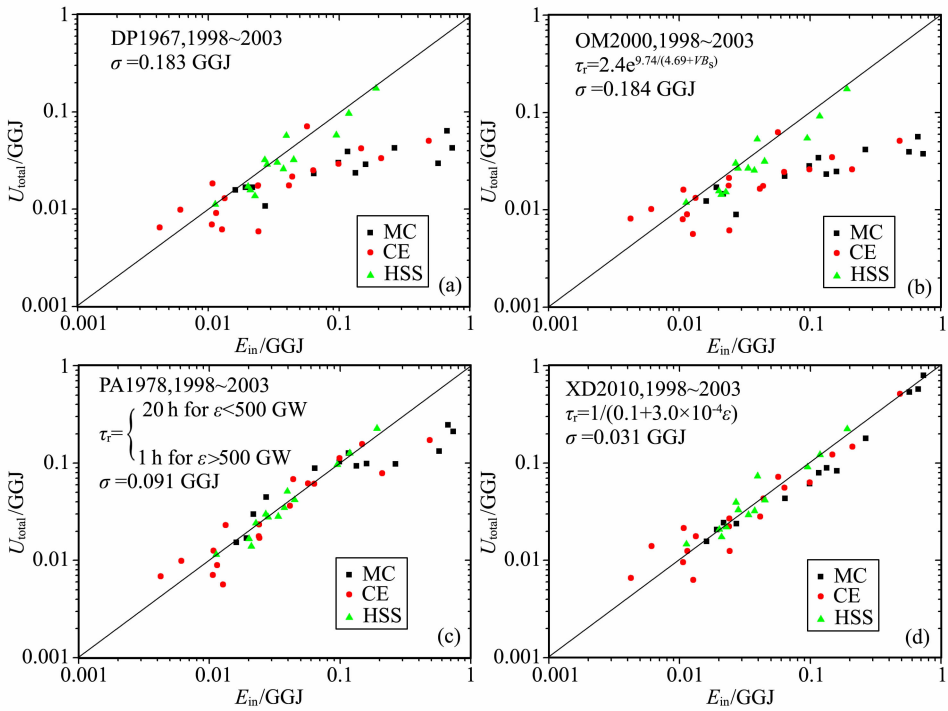 DP1967,1998~2003
σ =0.183 GGJ
U_total/GGJ
1
0.1
0.01
0.001
MC
CE
HSS
(a)
0.001 0.01 0.1 1
E_in/GGJ
OM2000,1998~2003
τ_r=2.4e^{9.74/(4.69+VB_s)}
σ =0.184 GGJ
U_total/GGJ
1
0.1
0.01
0.001
MC
CE
HSS
(b)
0.001 0.01 0.1 1
E_in/GGJ
PA1978,1998~2003
20 h for ε<500 GW
τ_r={
1 h for ε>500 GW
σ =0.091 GGJ
U_total/GGJ
1
0.1
0.01
0.001
MC
CE
HSS
(c)
0.001 0.01 0.1 1
E_in/GGJ
XD2010,1998~2003
τ_r=1/(0.1+3.0×10^{-4}ε)
σ =0.031 GGJ
U_total/GGJ
1
0.1
0.01
0.001
MC
CE
HSS
(d)
0.001 0.01 0.1 1
E_in/GGJ